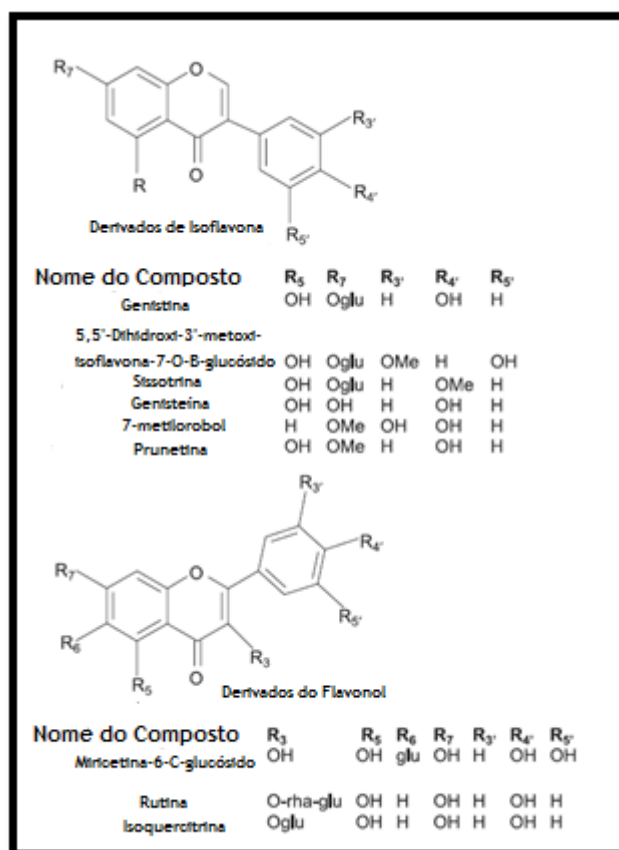 R7
O
R3'
R4'
R5'
R
O
Derivados de Isoflavona
Nome do Composto R5 R7 R3' R4' R5'
Genistina OH Oglu H OH H
5,5'-Dihidroxi-3'-metoxi-
isoflavona-7-O-B-glucósido OH Oglu OMe H OH
Sissotrina OH Oglu H OMe H
Genisteína OH OH H OH H
7-metilorobol H OMe OH OH H
Prunetina OH OMe H OH H
R3'
R4'
R5'
R7
O
R6
R5
O
R3
Derivados do Flavonol
Nome do Composto R3 R5 R6 R7 R3' R4' R5'
Miricetina-6-C-glucósido OH OH glu OH H OH OH
Rutina O-rha-glu OH H OH H OH H
Isoquercitrina Oglu OH H OH H OH H